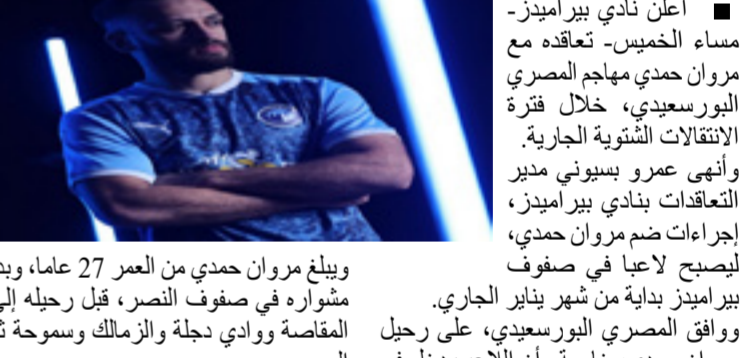 ■ أعلن نادي بيراميدز-
مساء الخميس- تعاقده مع
مروان حمدي مهاجم المصري
البورسعيدي، خلال فترة
الانتقالات الشتوية الجارية.
وأنهى عمرو بسيوني مدير
التعاقدات بنادي بيراميدز،
إجراءات ضم مروان حمدي،
ليصبح لاعبا في صفوف
بيراميدز بداية من شهر يناير الجاري.
ووافق المصري البورسعيدي، على رحيل
ويبلغ مروان حمدي من العمر 27 عاما،
مشواره في صفوف النصر، قبل رحيله
المقاصة ووادي دجلة والزمالك وسموحة